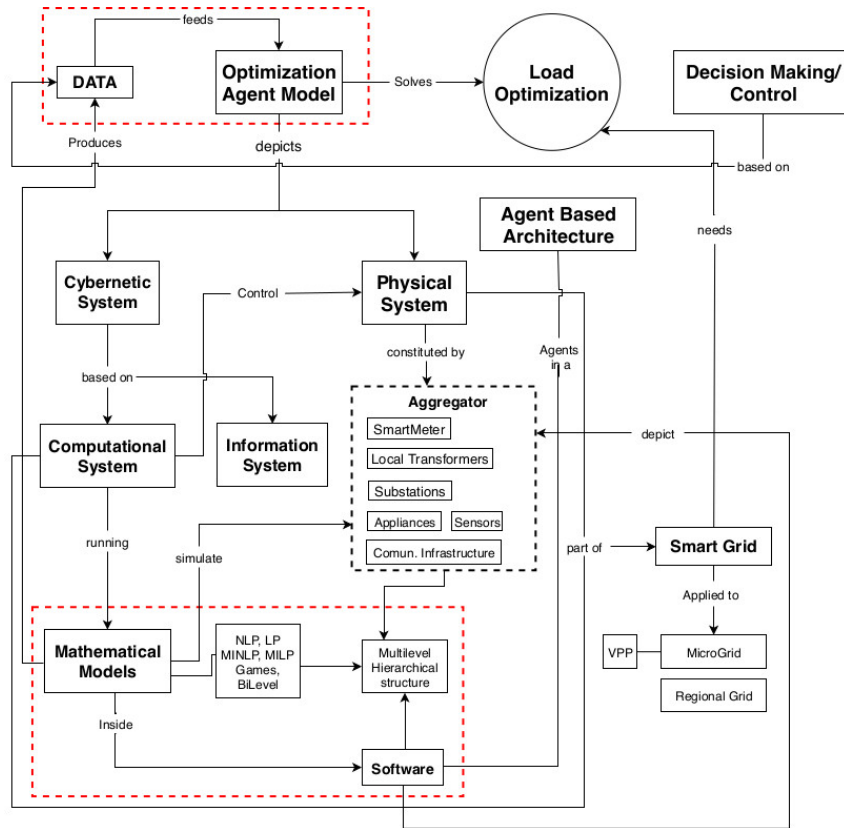 feeds
DATA
Optimization
Agent Model
Solves
Load
Optimization
Decision Making/
Control
Produces
depicts
based on
Agent Based
Architecture
needs
Cybernetic
System
Control
Physical
System
constituted by
Agents
in a
based on
Aggregator
SmartMeter
Local Transformers
Substations
Appliances
Sensors
Comun. Infrastructure
Computational
System
Information
System
depict
running
simulate
part of
Smart Grid
Applied to
Mathematical
Models
NLP, LP
MINLP, MILP
Games,
BiLevel
Multilevel
Hierarchical
structure
VPP
MicroGrid
Regional Grid
Inside
Software